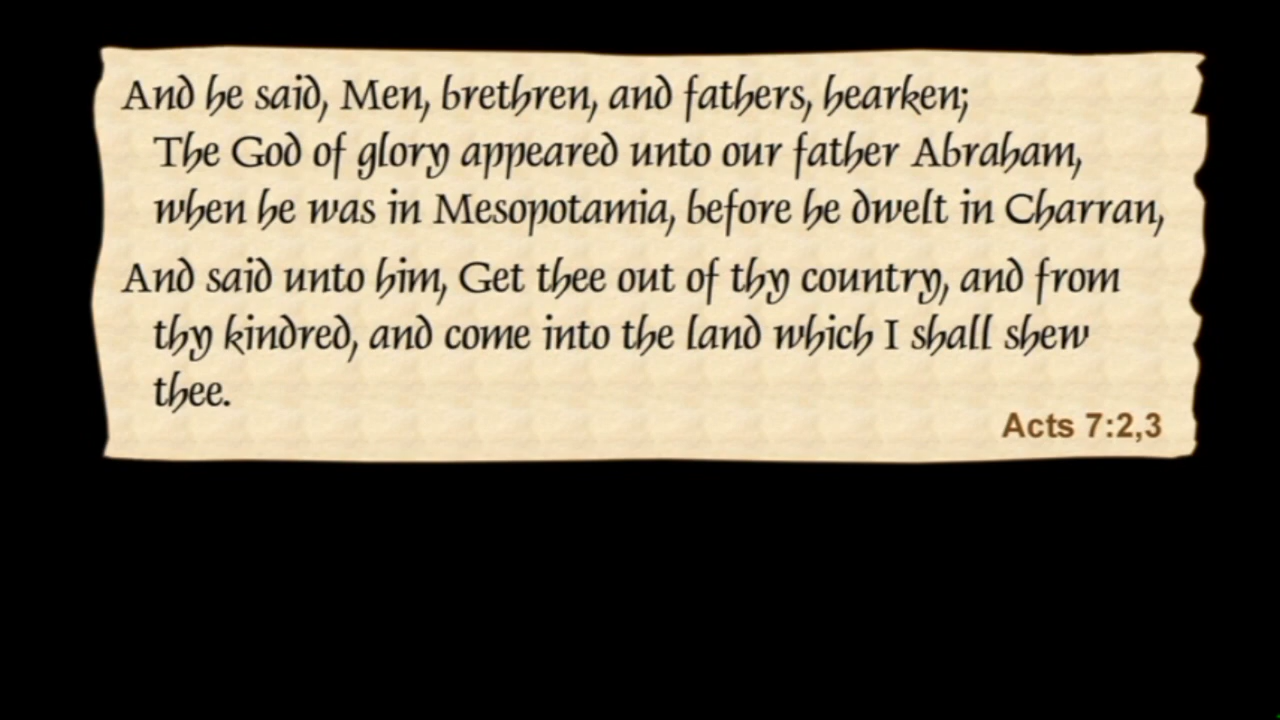 And he said, Men, brethren, and fathers, hearken;
The God of glory appeared unto our father Abraham,
when he was in Mesopotamia, before he dwelt in Charran,
And said unto him, Get thee out of thy country, and from
thy kindred, and come into the land which I shall shew
thee.
Acts 7:2,3